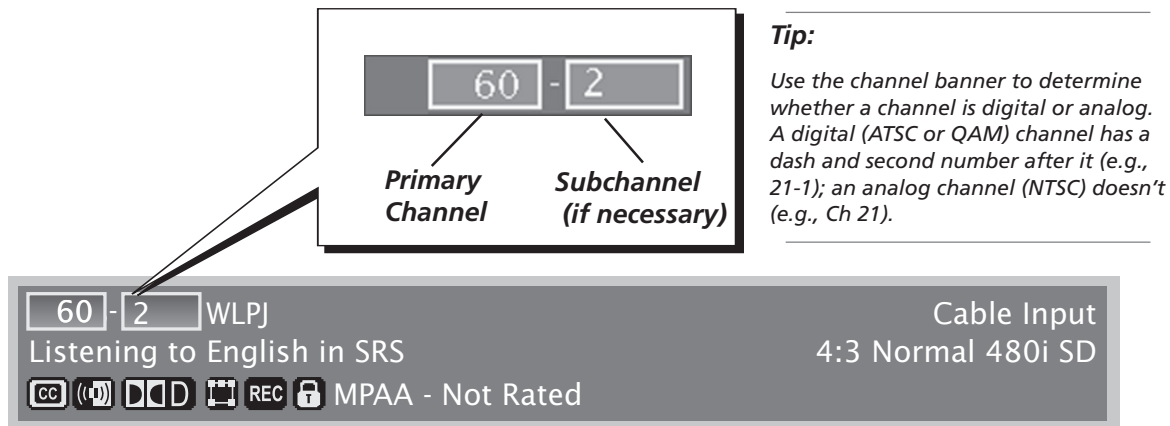 60 - 2
Primary
Channel
Subchannel
(if necessary)
Tip:
Use the channel banner to determine
whether a channel is digital or analog.
A digital (ATSC or QAM) channel has a
dash and second number after it (e.g.,
21-1); an analog channel (NTSC) doesn't
(e.g., Ch 21).
60 - 2 WLPJ
Cable Input
Listening to English in SRS
4:3 Normal 480i SD
CC REC T MPAA - Not Rated